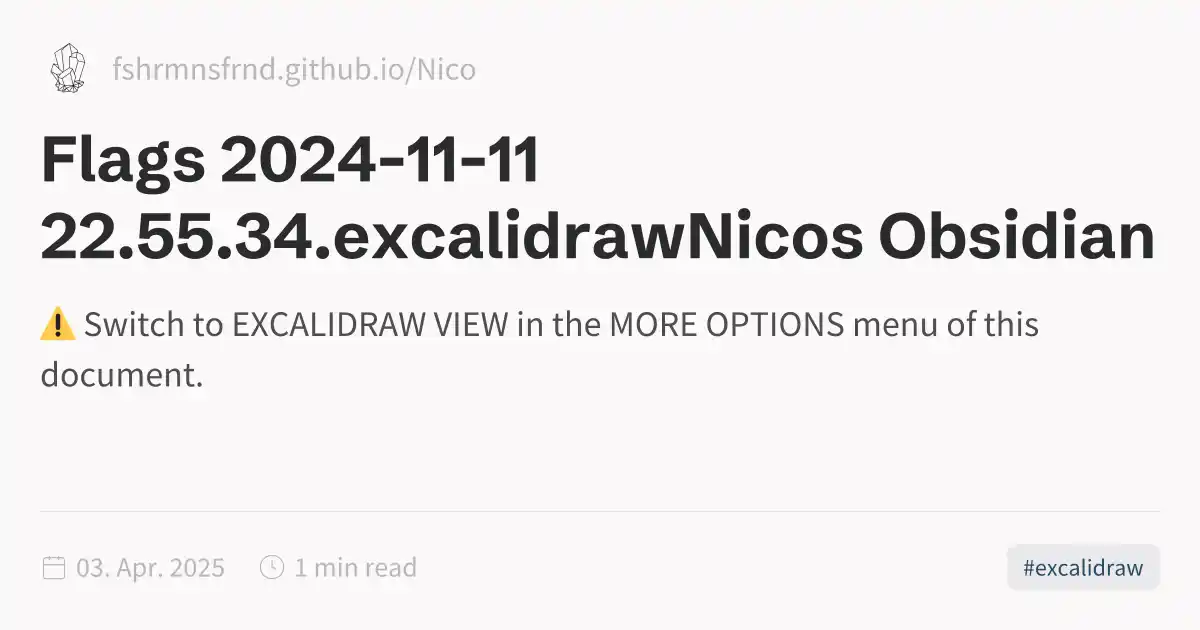 fshrmnsfrnd.github.io/Nico
Flags 2024-11-11
22.55.34.excalidrawNicos Obsidian
⚠️ Switch to EXCALIDRAW VIEW in the MORE OPTIONS menu of this
document.
03. Apr. 2025 1 min read #excalidraw